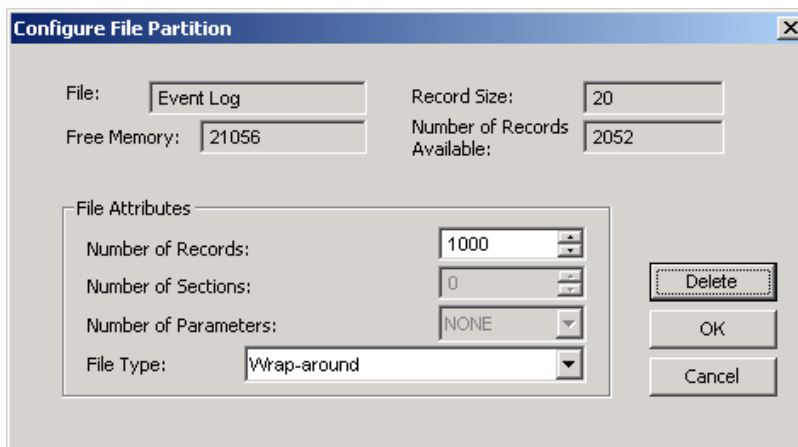 Configure File Partition
File: Event Log
Record Size: 20
Free Memory: 21056
Number of Records Available: 2052
File Attributes
Number of Records: 1000
Number of Sections: 0
Number of Parameters: NONE
File Type: Wrap-around
Delete
OK
Cancel